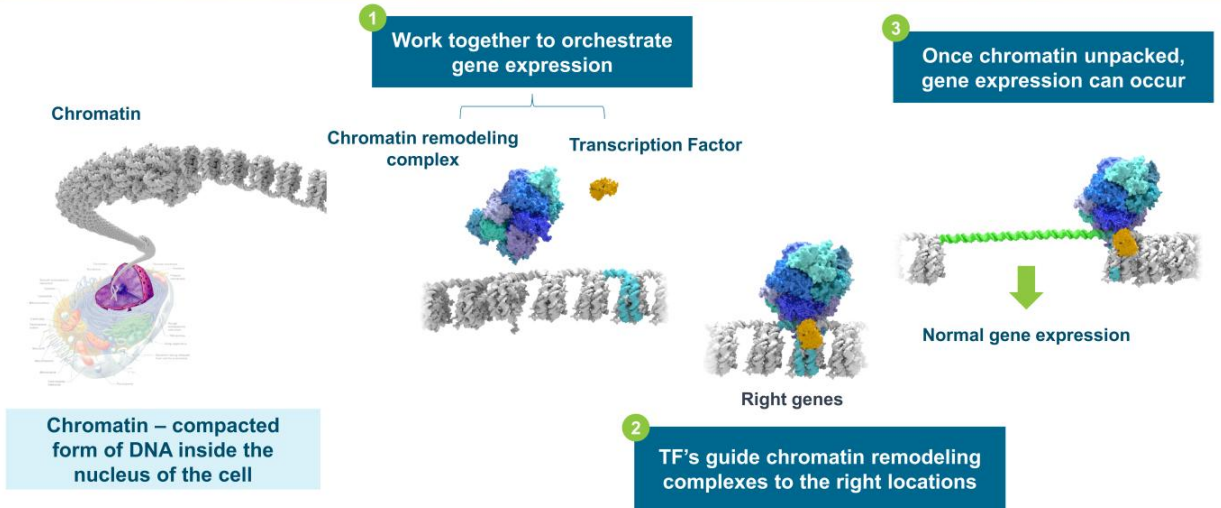 Chromatin
1
Work together to orchestrate
gene expression
Chromatin remodeling
complex
Transcription Factor
Right genes
2
TF's guide chromatin remodeling
complexes to the right locations
3
Once chromatin unpacked,
gene expression can occur
Normal gene expression
Chromatin – compacted
form of DNA inside the
nucleus of the cell